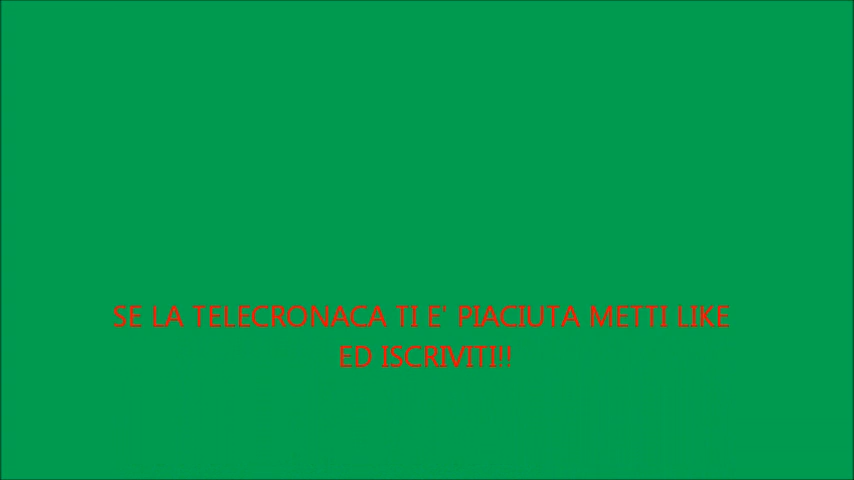 SE LA TELECRONACA TI E' PIACIUTA METTI LIKE
ED ISCRIVITI!!